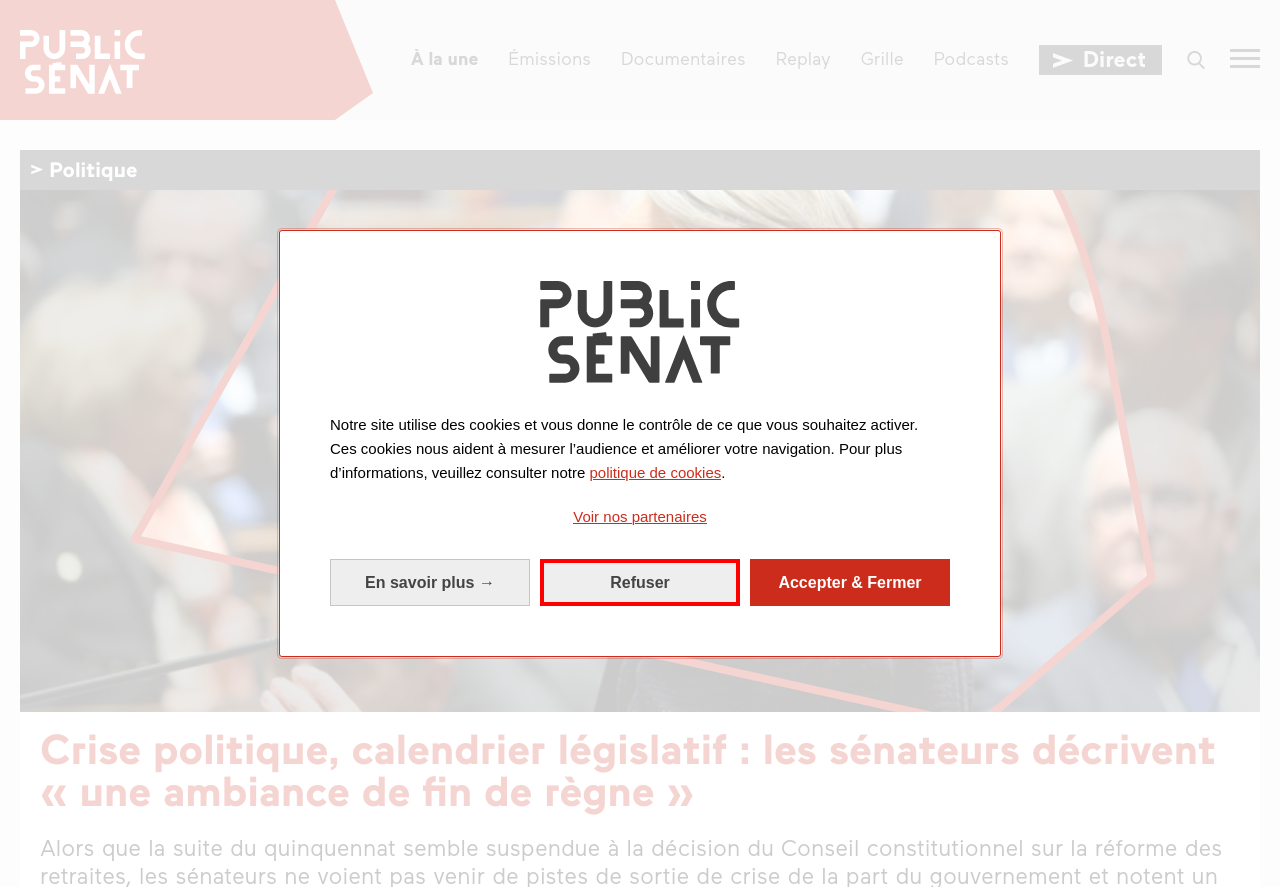 PUBLIC
SÉNAT
À la une
Émissions
Documentaires
Replay
Grille
Podcasts
Direct
> Politique
PUBLIC
SÉNAT
Notre site utilise des cookies et vous donne le contrôle de ce que vous souhaitez activer.
Ces cookies nous aident à mesurer l’audience et améliorer votre navigation. Pour plus
d’informations, veuillez consulter notre politique de cookies.
Voir nos partenaires
En savoir plus →
Refuser
Accepter & Fermer
Crise politique, calendrier législatif : les sénateurs décrivent
« une ambiance de fin de règne »
Alors que la suite du quinquennat semble suspendue à la décision du Conseil constitutionnel sur la réforme des
retraites, les sénateurs ne voient pas venir de pistes de sortie de crise de la part du gouvernement et notent un